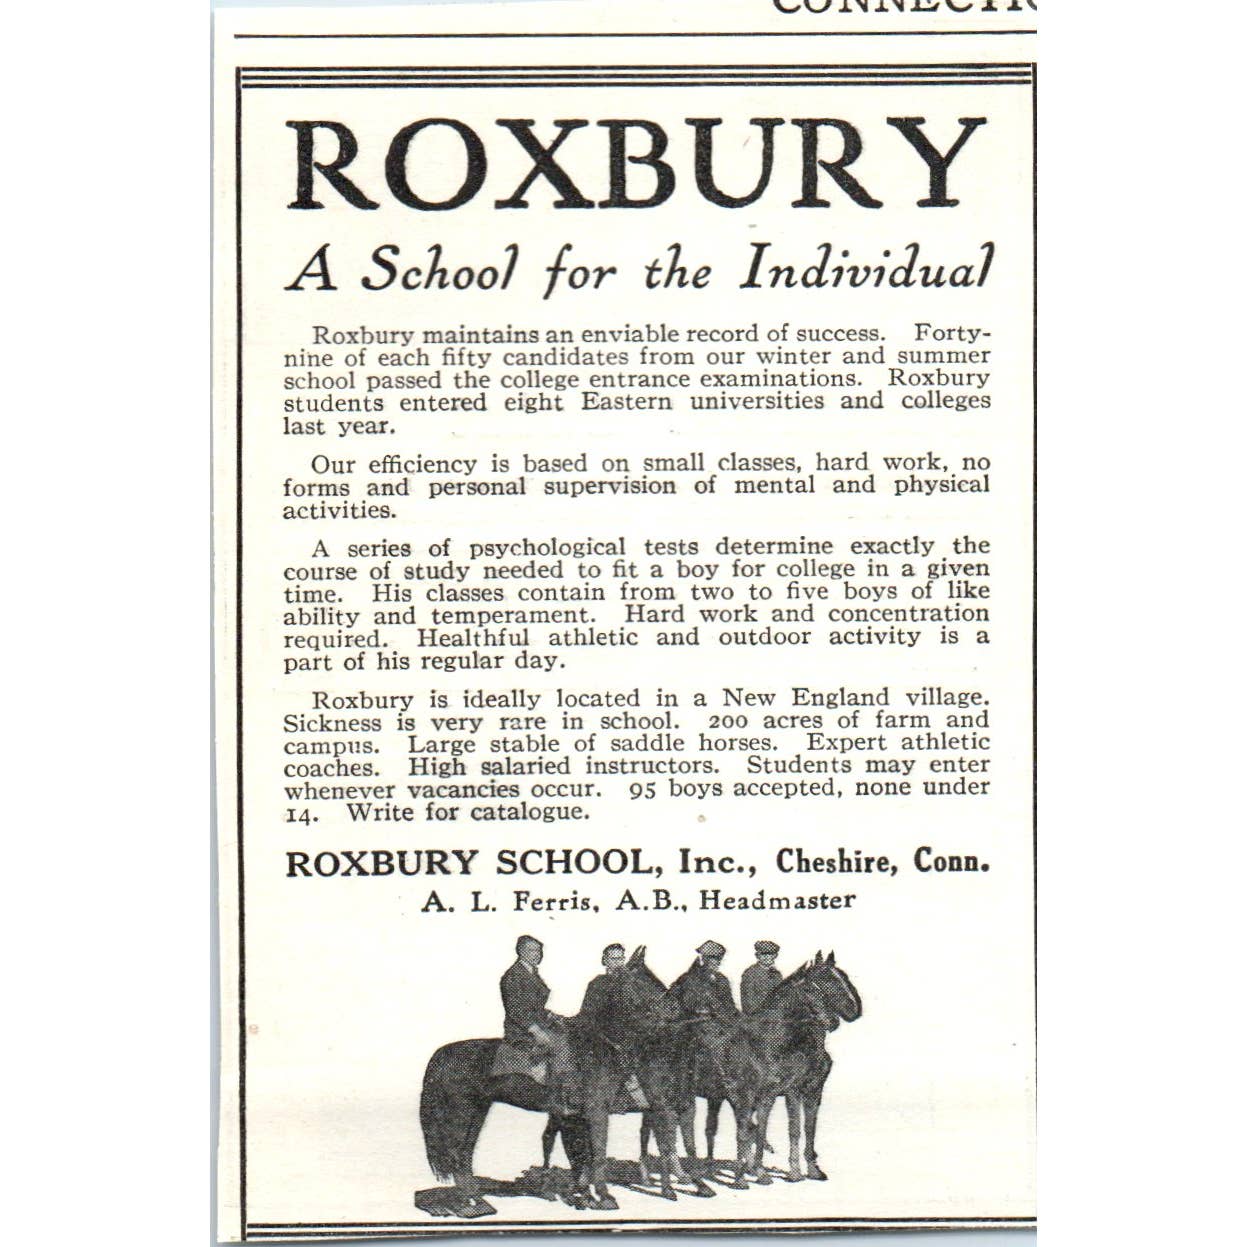 ROXBURY
A School for the Individual
Roxbury maintains an enviable record of success. Forty-
nine of each fifty candidates from our winter and summer
school passed the college entrance examinations. Roxbury
students entered eight Eastern universities and colleges
last year.
Our efficiency is based on small classes, hard work, no
forms and personal supervision of mental and physical
activities.
A series of psychological tests determine exactly the
course of study needed to fit a boy for college in a given
time. His classes contain from two to five boys of like
ability and temperament. Hard work and concentration
required. Healthful athletic and outdoor activity is a
part of his regular day.
Roxbury is ideally located in a New England village.
Sickness is very rare in school. 200 acres of farm and
campus. Large stable of saddle horses. Expert athletic
coaches. High salaried instructors. Students may enter
whenever vacancies occur. 95 boys accepted, none under
14. Write for catalogue.
ROXBURY SCHOOL, Inc., Cheshire, Conn.
A. L. Ferris, A.B., Headmaster